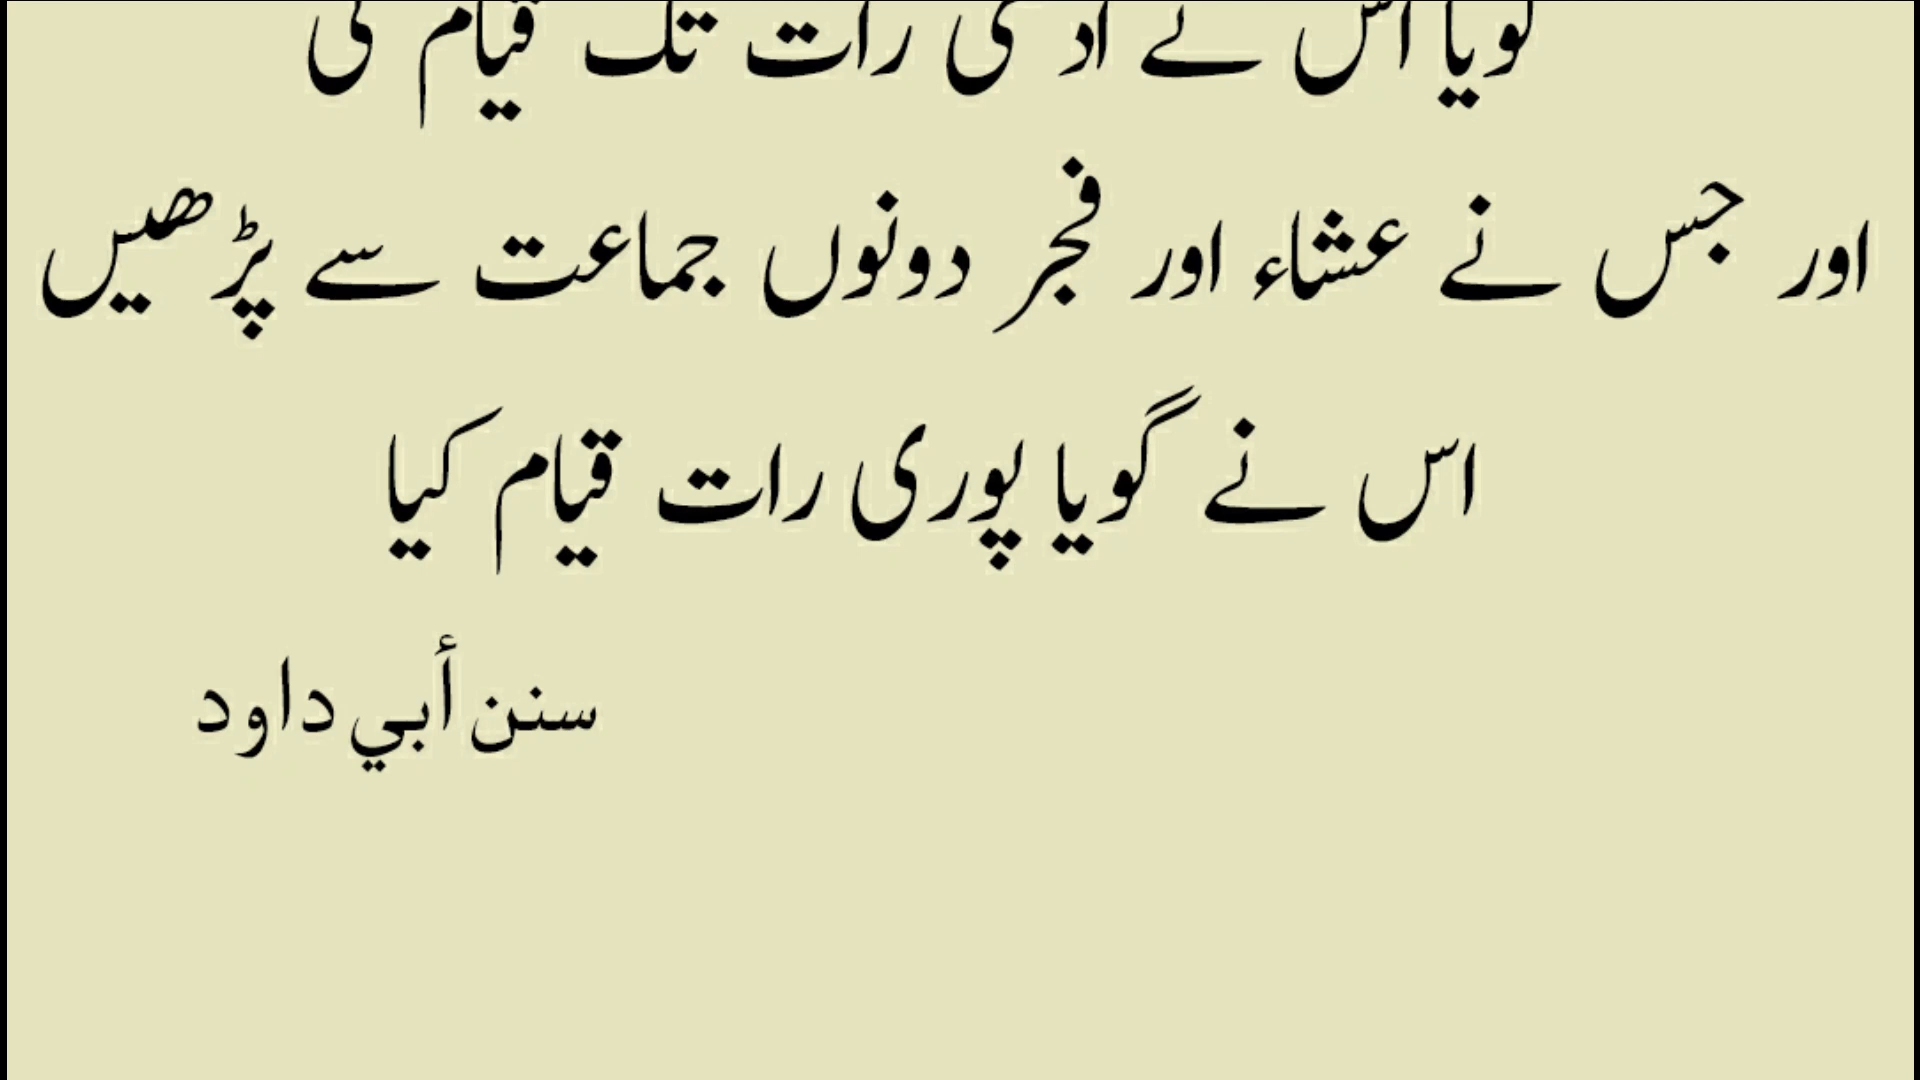 گویا اس نے آدھی رات تک قیام کی
اور جس نے عشاء اور فجر دونوں جماعت سے پڑھیں
اس نے گویا پوری رات قیام کیا
سنن أبي داود